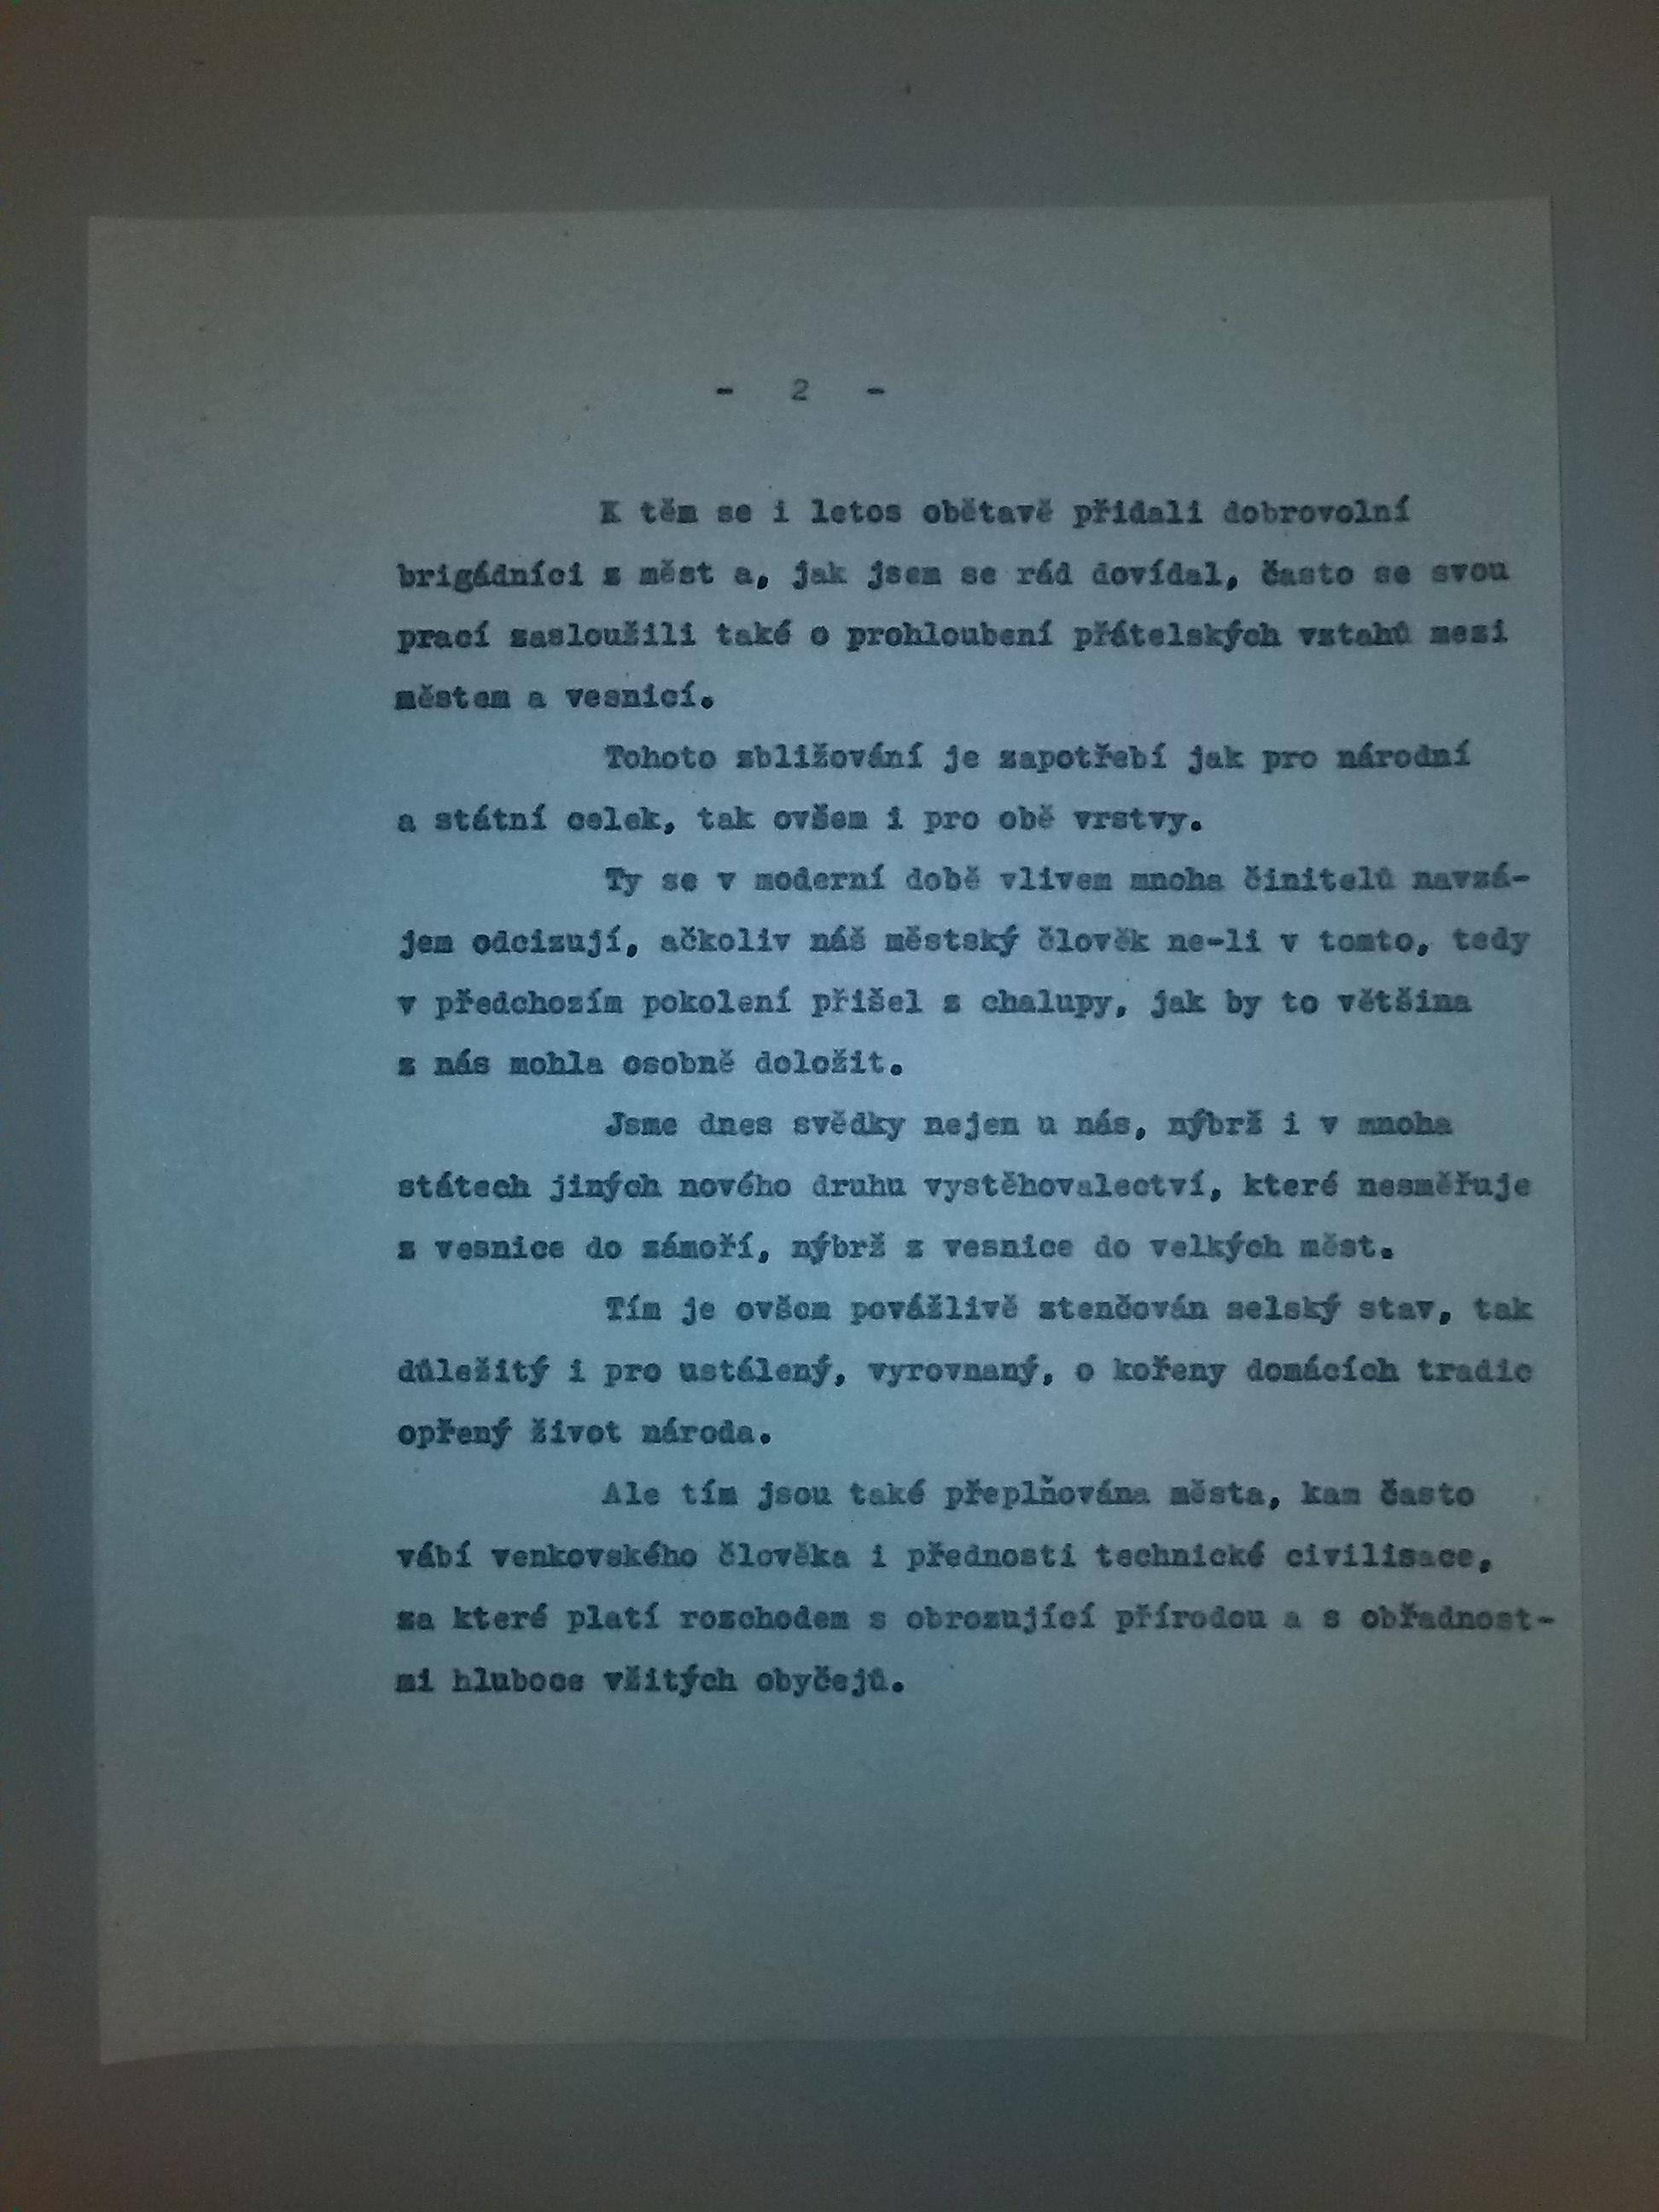 - 2 -
K těm se i letos obětavě přidali dobrovolní
brigádníci z měst a, jak jsem se rád dovídal, často se svou
prací zasloužili také o prohloubení přátelských vztahů mezi
městem a vesnicí.
Tohoto zbližování je zapotřebí jak pro národní
a státní celek, tak ovšem i pro obě vrstvy.
Ty se v moderní době vlivem mnoha činitelů navzá-
jem odcizují, ačkoliv náš městský člověk ne-li v tomto, tedy
v předchozím pokolení přišel z chalupy, jak by to většina
z nás mohla osobně doložit.
Jsme dnes svědky nejen u nás, nýbrž i v mnoha
státech jiných nového druhu vystěhovalectví, které nesměřuje
z vesnice do zámoří, nýbrž z vesnice do velkých měst.
Tím je ovšem povážlivě ztenčován selský stav, tak
důležitý i pro ustálený, vyrovnaný, o kořeny domácích tradic
opřený život národa.
Ale tím jsou také přeplňována města, kam často
vábí venkovského člověka i přednosti technické civilisace,
za které platí rozchodem s obrozující přírodou a s obřadnost-
mi hluboce vžitých obyčejů.